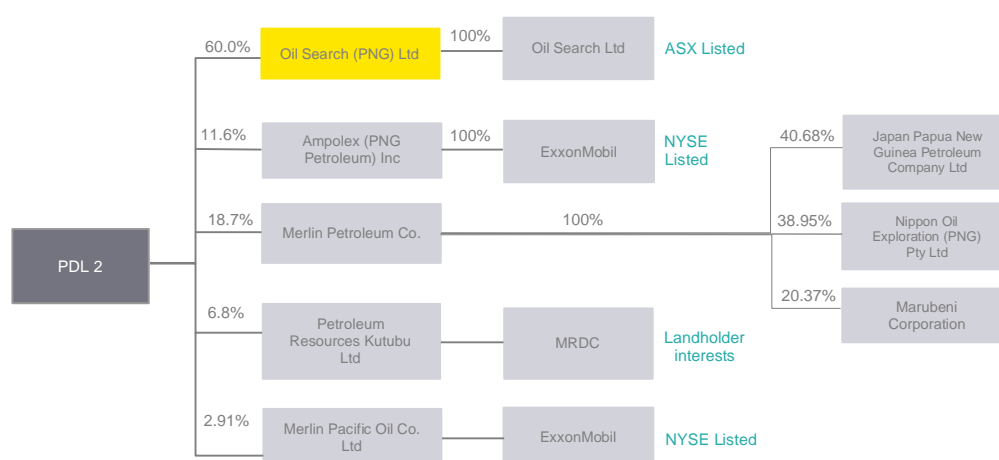 60.0%
Oil Search (PNG) Ltd
100%
Oil Search Ltd
ASX Listed
11.6%
Ampolex (PNG
Petroleum) Inc
100%
ExxonMobil
NYSE
Listed
40.68%
Japan Papua New
Guinea Petroleum
Company Ltd
PDL 2
18.7%
Merlin Petroleum Co.
100%
38.95%
Nippon Oil
Exploration (PNG)
Pty Ltd
20.37%
Marubeni
Corporation
6.8%
Petroleum
Resources Kutubu
Ltd
MRDC
Landholder
interests
2.91%
Merlin Pacific Oil Co.
Ltd
ExxonMobil
NYSE Listed